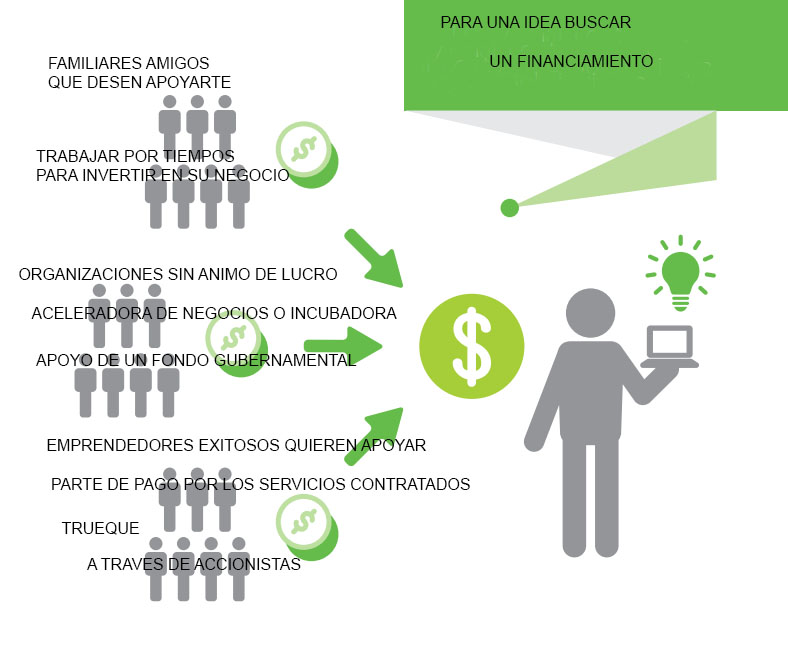 PARA UNA IDEA BUSCAR
UN FINANCIAMIENTO
FAMILIARES AMIGOS
QUE DESEN APOYARTE
TRABAJAR POR TIEMPOS
PARA INVERTIR EN SU NEGOCIO
ORGANIZACIONES SIN ANIMO DE LUCRO
ACELERADORA DE NEGOCIOS O INCUBADORA
APOYO DE UN FONDO GUBERNAMENTAL
EMPRENDEDORES EXITOSOS QUIEREN APOYAR
PARTE DE PAGO POR LOS SERVICIOS CONTRATADOS
TRUEQUE
A TRAVES DE ACCIONISTAS
$
$
$
$